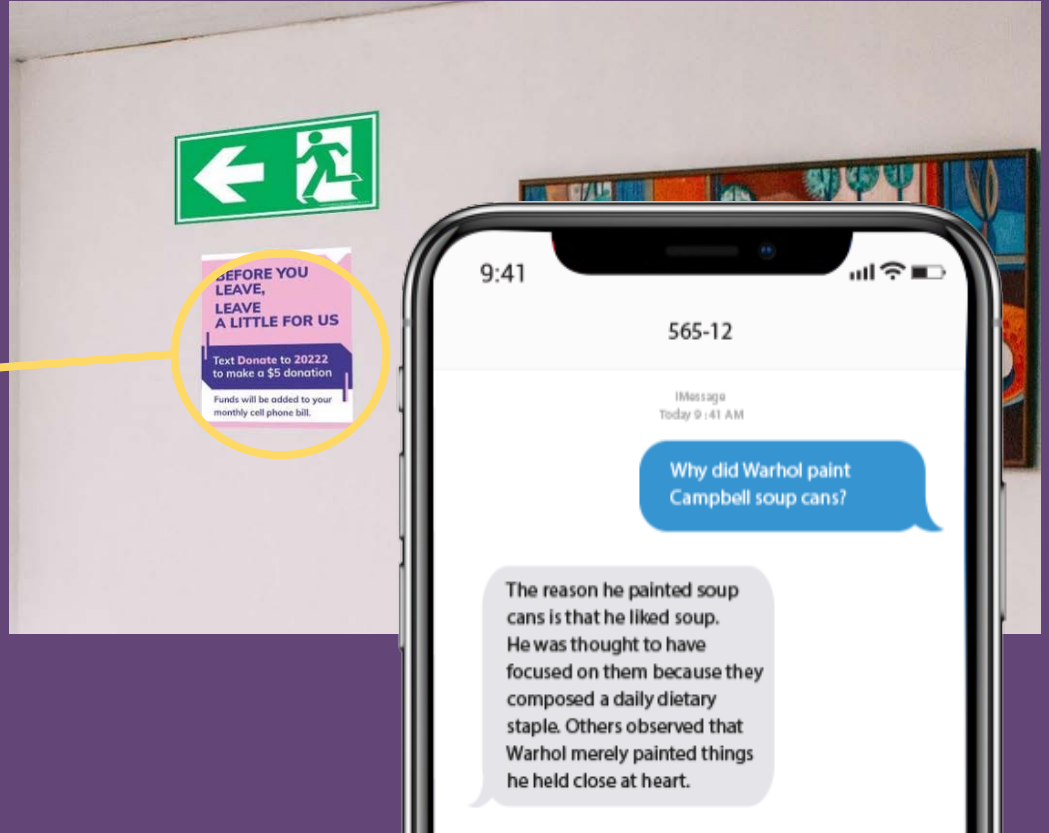 BEFORE YOU
LEAVE,
LEAVE
A LITTLE FOR US
Text Donate to 20222
to make a $5 donation
Funds will be added to your
monthly cell phone bill.
9:41
565-12
IMessage
Today 9:41 AM
Why did Warhol paint
Campbell soup cans?
The reason he painted soup
cans is that he liked soup.
He was thought to have
focused on them because they
composed a daily dietary
staple. Others observed that
Warhol merely painted things
he held close at heart.